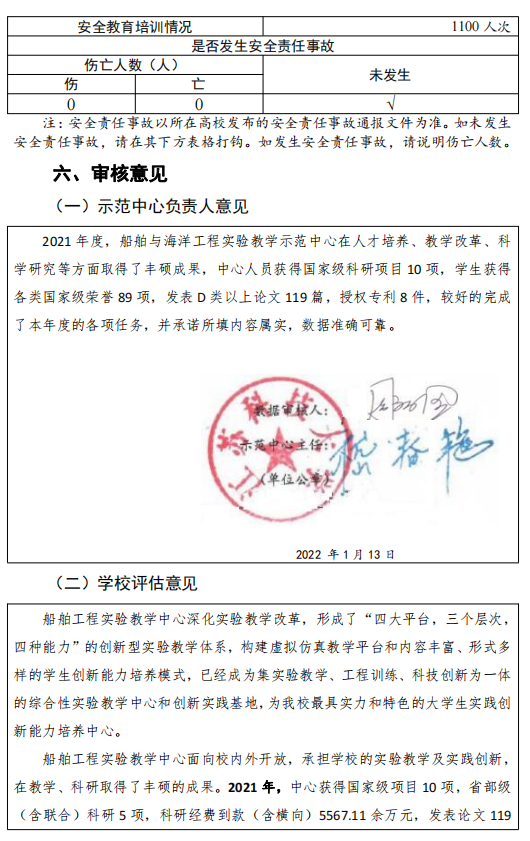 安全教育培训情况 1100 人次
是否发生安全责任事故
伤亡人数（人） 未发生
伤 亡
0 0 √
注：安全责任事故以所在高校发布的安全责任事故通报文件为准。如未发生
安全责任事故，请在其下方表格打钩。如发生安全责任事故，请说明伤亡人数。
六、审核意见
（一）示范中心负责人意见
2021 年度，船舶与海洋工程实验教学示范中心在人才培养、教学改革、科
学研究等方面取得了丰硕成果，中心人员获得国家级科研项目 10 项，学生获得
各类国家级荣誉 89 项，发表 D 类以上论文 119 篇，授权专利 8 件，较好的完成
了本年度的各项任务，并承诺所填内容属实，数据准确可靠。
数据审核人：
示范中心主任：
（单位公章）
2022 年 1 月 13 日
（二）学校评估意见
船舶工程实验教学中心深化实验教学改革，形成了“四大平台，三个层次，
四种能力”的创新型实验教学体系，构建虚拟仿真教学平台和内容丰富、形式多
样的学生创新能力培养模式，已经成为集实验教学、工程训练、科技创新为一体
的综合性实验教学中心和创新实践基地，为我校最具实力和特色的大学生实践创
新能力培养中心。
船舶工程实验教学中心面向校内外开放，承担学校的实验教学及实践创新，
在教学、科研取得了丰硕的成果。2021 年，中心获得国家级项目 10 项，省部级
（含联合）科研 5 项，科研经费到款（含横向）5567.11 余万元，发表论文 119